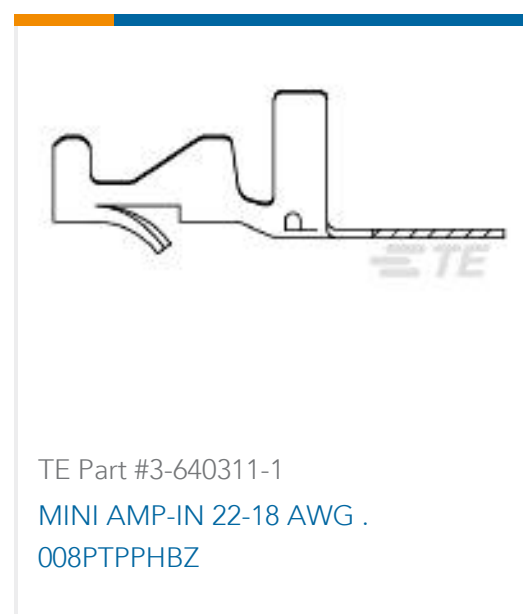 TE
TE Part #3-640311-1
MINI AMP-IN 22-18 AWG .
008PTPPHBZ